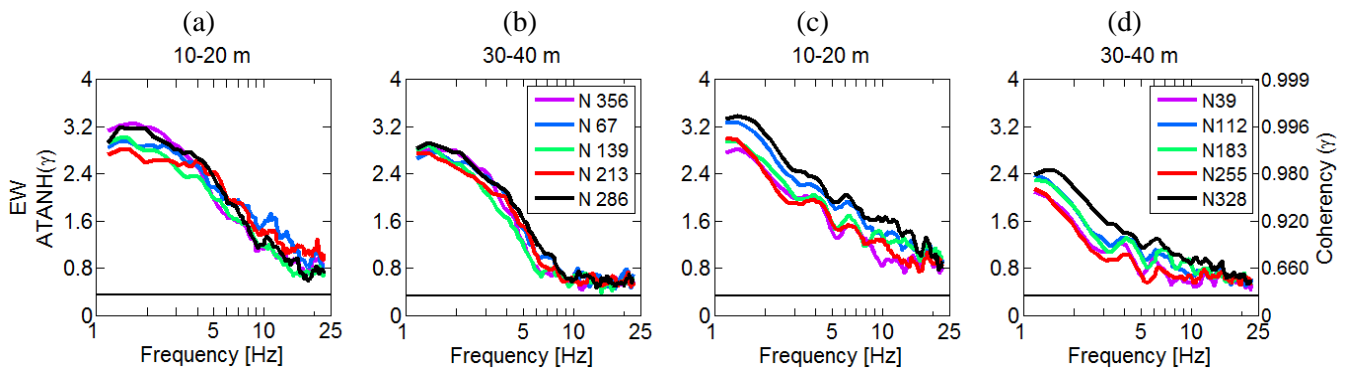 (a) (b) (c) (d)
10-20 m 30-40 m 10-20 m 30-40 m
EW
ATANH(γ)
4
3.2
2.4
1.6
0.8
0
1 5 10 25
Frequency [Hz]
4
3.2
2.4
1.6
0.8
0
1 5 10 25
Frequency [Hz]
N 356
N 67
N 139
N 213
N 286
4
3.2
2.4
1.6
0.8
0
1 5 10 25
Frequency [Hz]
4
3.2
2.4
1.6
0.8
0
1 5 10 25
Frequency [Hz]
N39
N112
N183
N255
N328
0.999
0.996
0.980
0.920
0.660
0
Coherency (γ)